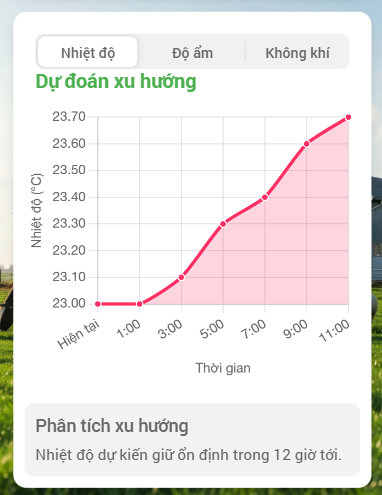 Nhiệt độ Độ ẩm Không khí
Dự đoán xu hướng
23.70
23.60
23.50
23.40
23.30
23.20
23.10
23.00
Nhiệt độ (°C)
Hiện tại 1:00 3:00 5:00 7:00 9:00 11:00
Thời gian
Phân tích xu hướng
Nhiệt độ dự kiến giữ ổn định trong 12 giờ tới.